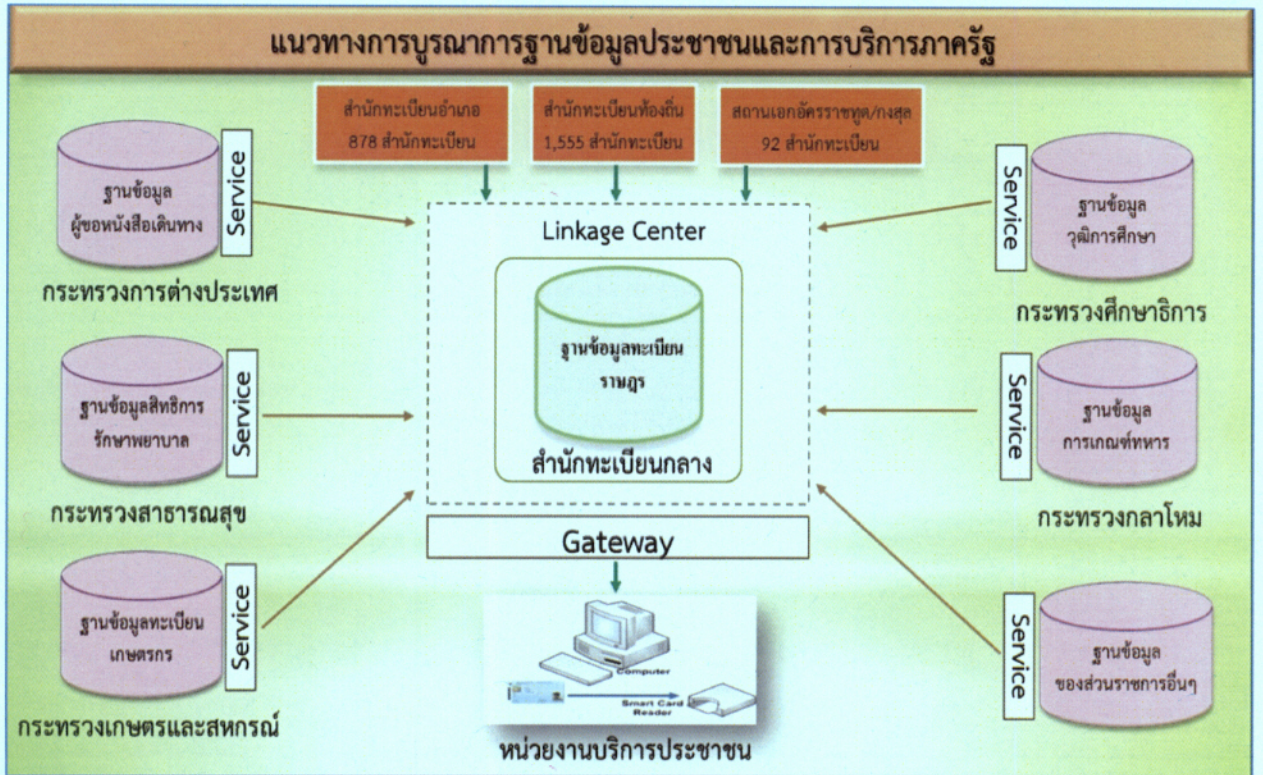 แนวทางการบูรณาการฐานข้อมูลประชาชนและการบริการภาครัฐ
สำนักทะเบียนอำเภอ
878 สำนักทะเบียน
สำนักทะเบียนท้องถิ่น
1,555 สำนักทะเบียน
สถานเอกอัครราชทูต/กงสุล
92 สำนักทะเบียน
ฐานข้อมูล
ผู้ขอหนังสือเดินทาง
Service
กระทรวงการต่างประเทศ
ฐานข้อมูลสิทธิการ
รักษาพยาบาล
Service
กระทรวงสาธารณสุข
ฐานข้อมูลทะเบียน
เกษตรกร
Service
กระทรวงเกษตรและสหกรณ์
Linkage Center
ฐานข้อมูลทะเบียน
ราษฎร
สำนักทะเบียนกลาง
Gateway
Computer
Smart Card
Reader
หน่วยงานบริการประชาชน
Service
ฐานข้อมูล
วุฒิการศึกษา
กระทรวงศึกษาธิการ
Service
ฐานข้อมูล
การเกณฑ์ทหาร
กระทรวงกลาโหม
Service
ฐานข้อมูล
ของส่วนราชการอื่นๆ